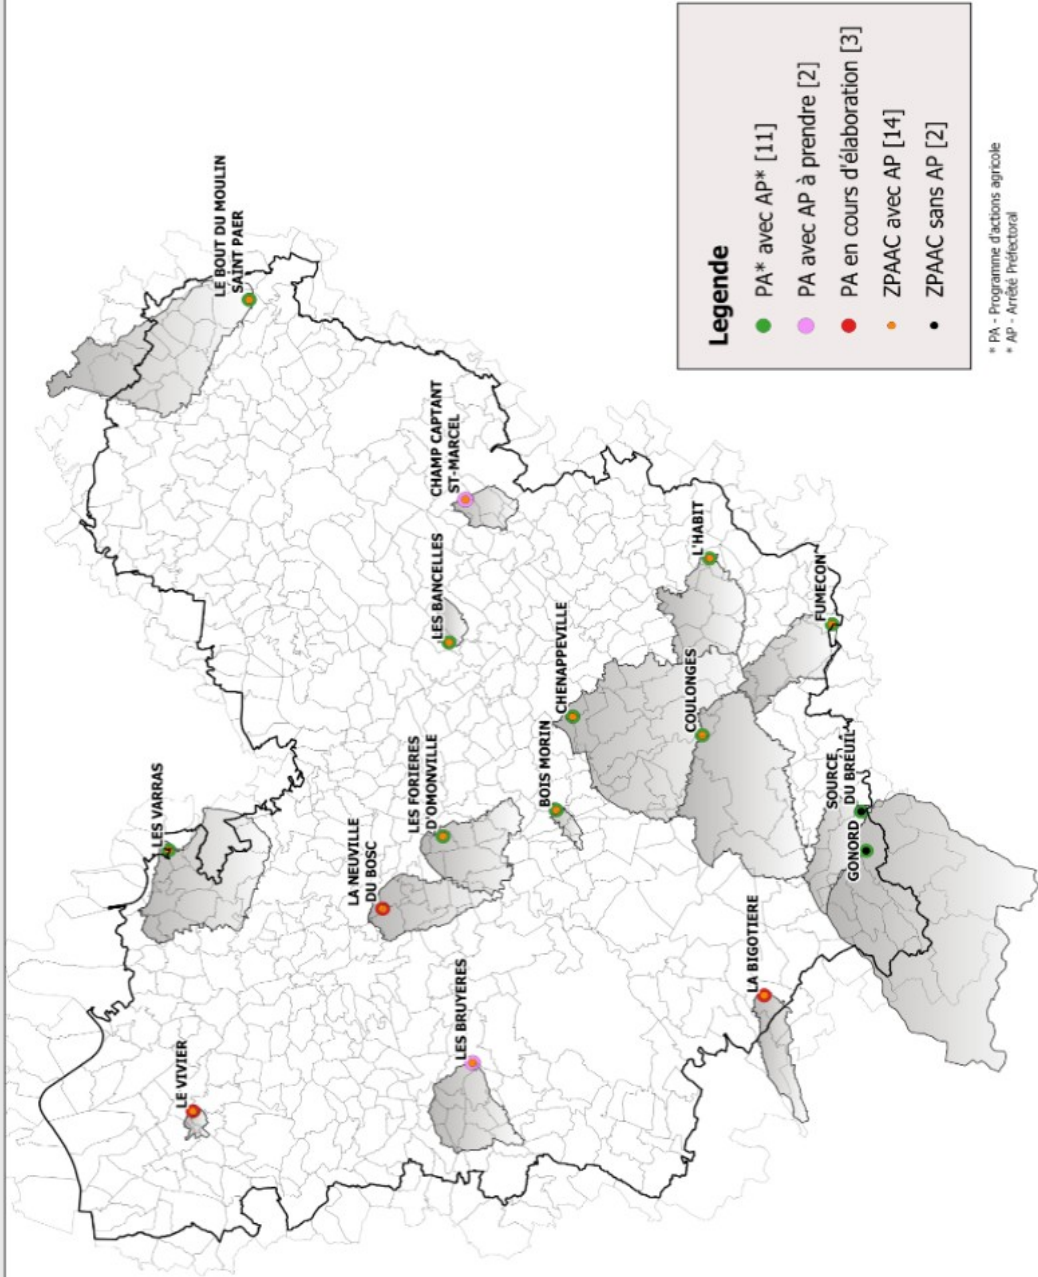 LE BOUT DU MOULIN
SAINT PAER
CHAMP CAPTANT
ST-MARCEL
L'HABIT
LES BANCELLES
FUMECON
CHENAPPEVILLE
COULONGES
LES VARRAS
LES FORIERES
D'OMONVILLE
BOIS MORIN
SOURCE
DU BREUIL
LA NEUVILLE
DU BOSC
GONORD
LA BIGOTIERE
LES BRUYERES
LE VIVIER
Legende
PA* avec AP* [11]
PA avec AP à prendre [2]
PA en cours d'élaboration [3]
ZPAAC avec AP [14]
ZPAAC sans AP [2]
* PA - Programme d'actions agricole
* AP - Arrêté Préfectoral